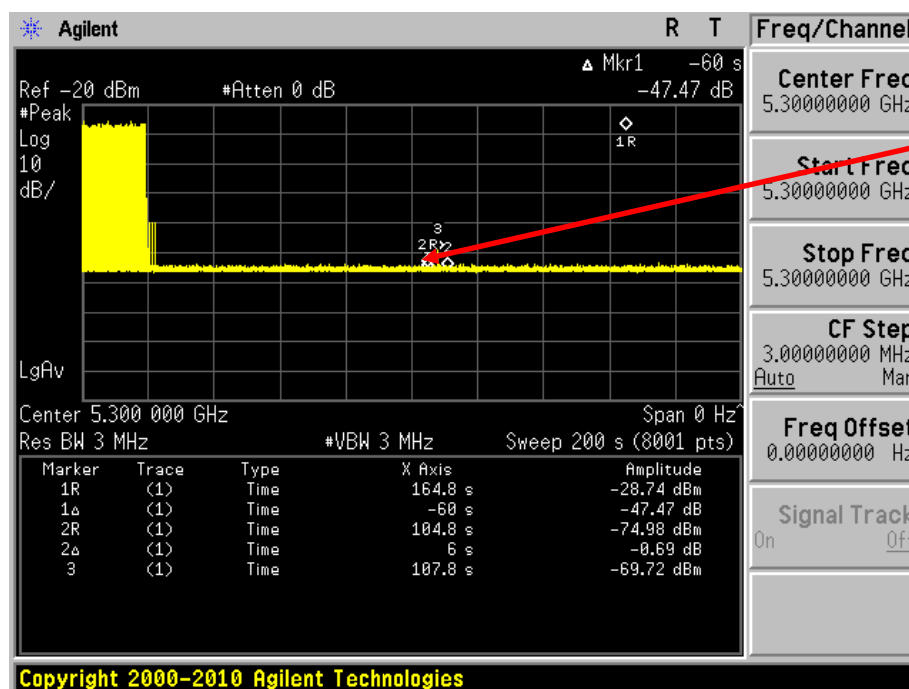 Agilent R T
Δ Mkr1 -60 s
Ref -20 dBm #Atten 0 dB -47.47 dB
#Peak
Log
10
dB/
1R
3
2R
LgAv
Center 5.300 000 GHz Span 0 Hz^
Res BW 3 MHz #VBW 3 MHz Sweep 200 s (8001 pts)
Marker Trace Type X Axis Amplitude
1R (1) Time 164.8 s -28.74 dBm
1Δ (1) Time -60 s -47.47 dB
2R (1) Time 104.8 s -74.98 dBm
2Δ (1) Time 6 s -0.69 dB
3 (1) Time 107.8 s -69.72 dBm
Copyright 2000-2010 Agilent Technologies
Freq/Channel
Center Freq
5.30000000 GHz
Start Freq
5.30000000 GHz
Stop Freq
5.30000000 GHz
CF Step
3.00000000 MHz
Auto Man
Freq Offset
0.00000000 Hz
Signal Track
On Off